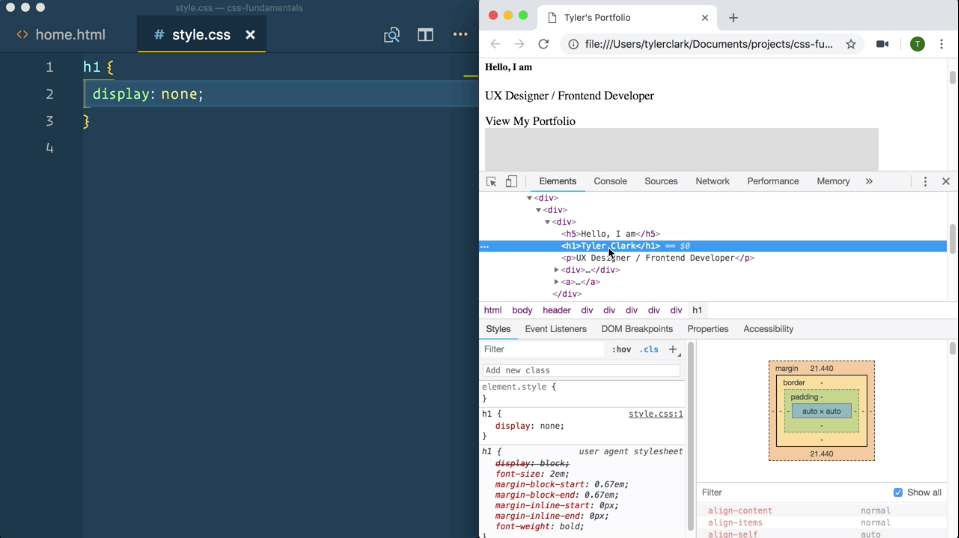 style.css — css-fundamentals
<> home.html
# style.css ×
1 h1 {
2 display: none;
3 }
4
Tyler's Portfolio × +
file:///Users/tylerclark/Documents/projects/css-fu...
T
Hello, I am
UX Designer / Frontend Developer
View My Portfolio
Elements Console Sources Network Performance Memory »
▼<div>
▼<div>
▼<div>
<h5>Hello, I am</h5>
... <h1>Tyler Clark</h1> == $0
<p>UX Designer / Frontend Developer</p>
▶<div>…</div>
▶<a>…</a>
</div>
html body header div div div div div h1
Styles Event Listeners DOM Breakpoints Properties Accessibility
Filter :hov .cls +
Add new class
element.style {
}
h1 { style.css:1
display: none;
}
h1 { user agent stylesheet
display: block;
font-size: 2em;
margin-block-start: 0.67em;
margin-block-end: 0.67em;
margin-inline-start: 0px;
margin-inline-end: 0px;
font-weight: bold;
margin 21.440
border -
padding -
- - - auto × auto - - -
-
-
21.440
Filter Show all
align-content normal
align-items normal
align-self auto